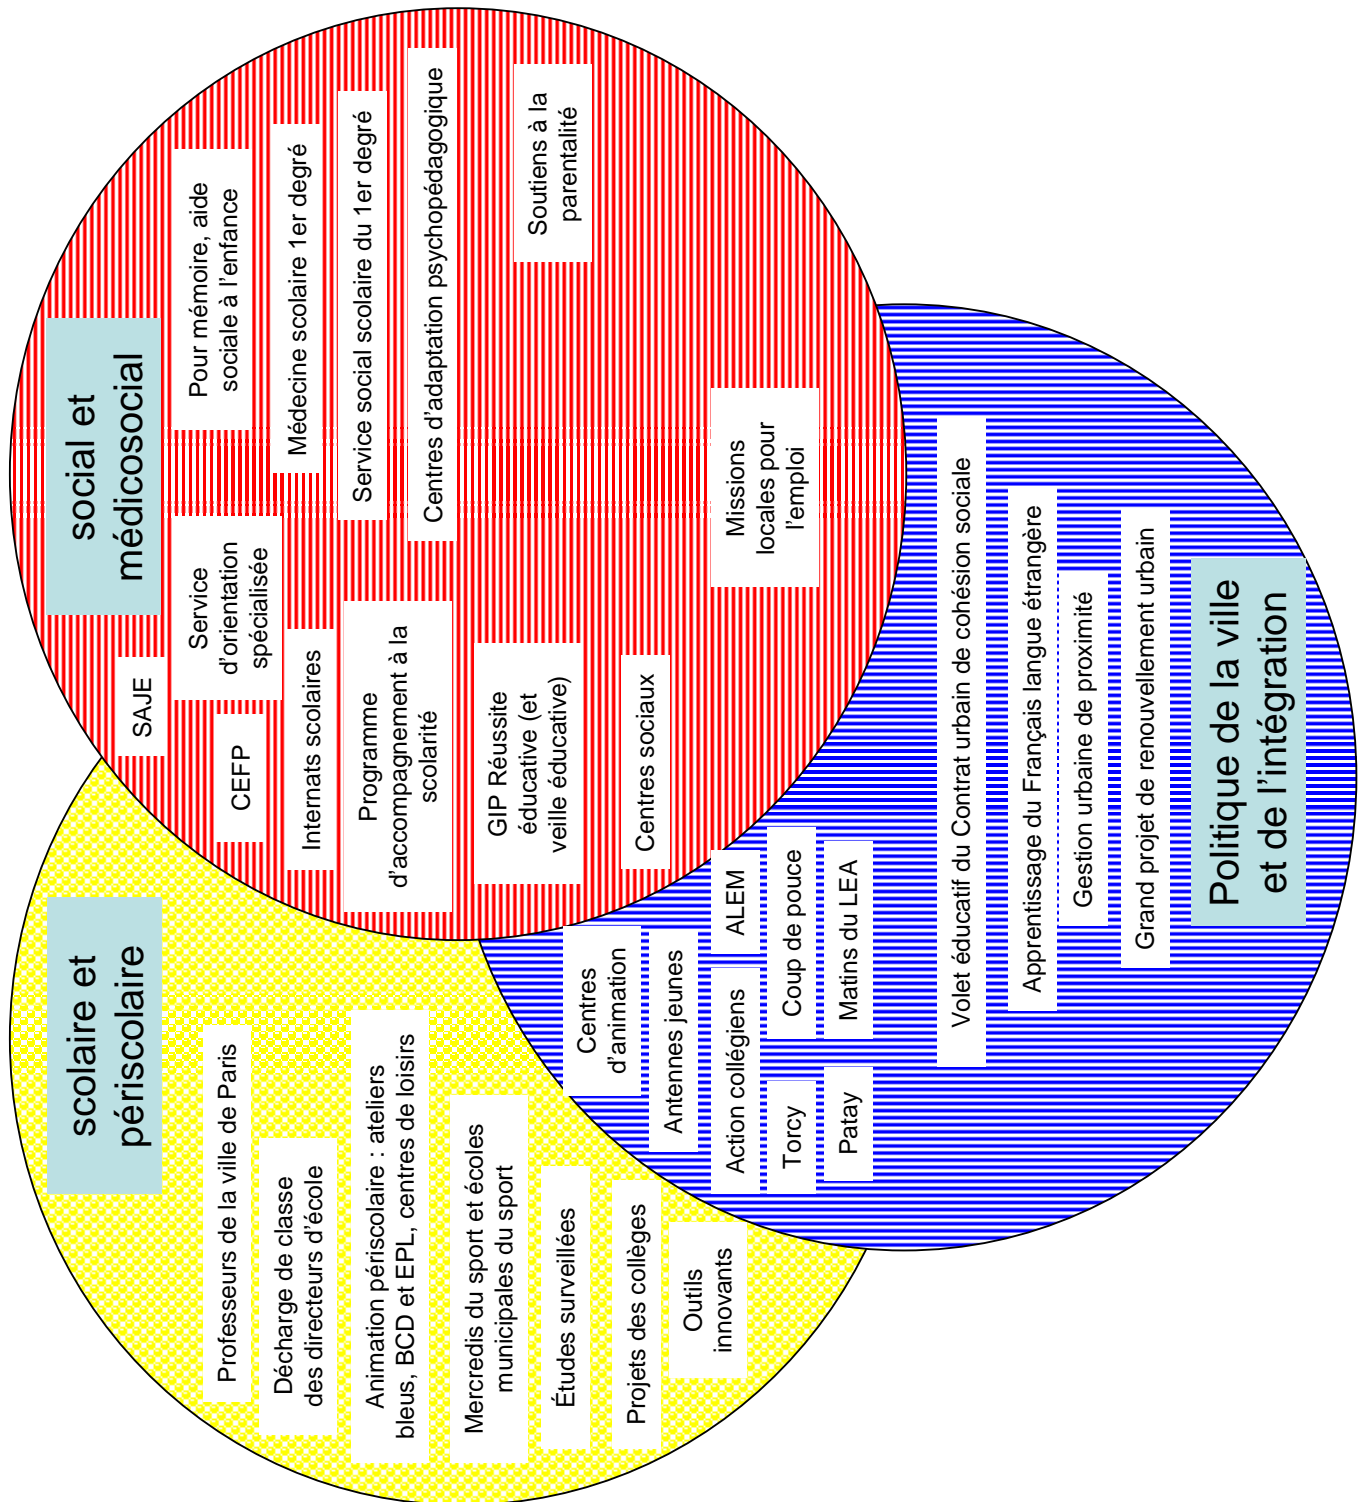 scolaire et
périscolaire
Professeurs de la ville de Paris
Décharge de classe
des directeurs d'école
Animation périscolaire : ateliers
bleus, BCD et EPL, centres de loisirs
Mercredis du sport et écoles
municipales du sport
Études surveillées
Projets des collèges
Outils
innovants
social et
médicosocial
SAJE
Service
d'orientation
spécialisée
CEFP
Internats scolaires
Programme
d'accompagnement à la
scolarité
GIP Réussite
éducative (et
veille éducative)
Centres sociaux
Pour mémoire, aide
sociale à l'enfance
Médecine scolaire 1er degré
Service social scolaire du 1er degré
Centres d'adaptation psychopédagogique
Soutiens à la
parentalité
Missions
locales pour
l'emploi
Centres
d'animation
Antennes jeunes
Action collégiens
ALEM
Torcy
Coup de pouce
Patay
Matins du LEA
Volet éducatif du Contrat urbain de cohésion sociale
Apprentissage du Français langue étrangère
Gestion urbaine de proximité
Grand projet de renouvellement urbain
Politique de la ville
et de l'intégration